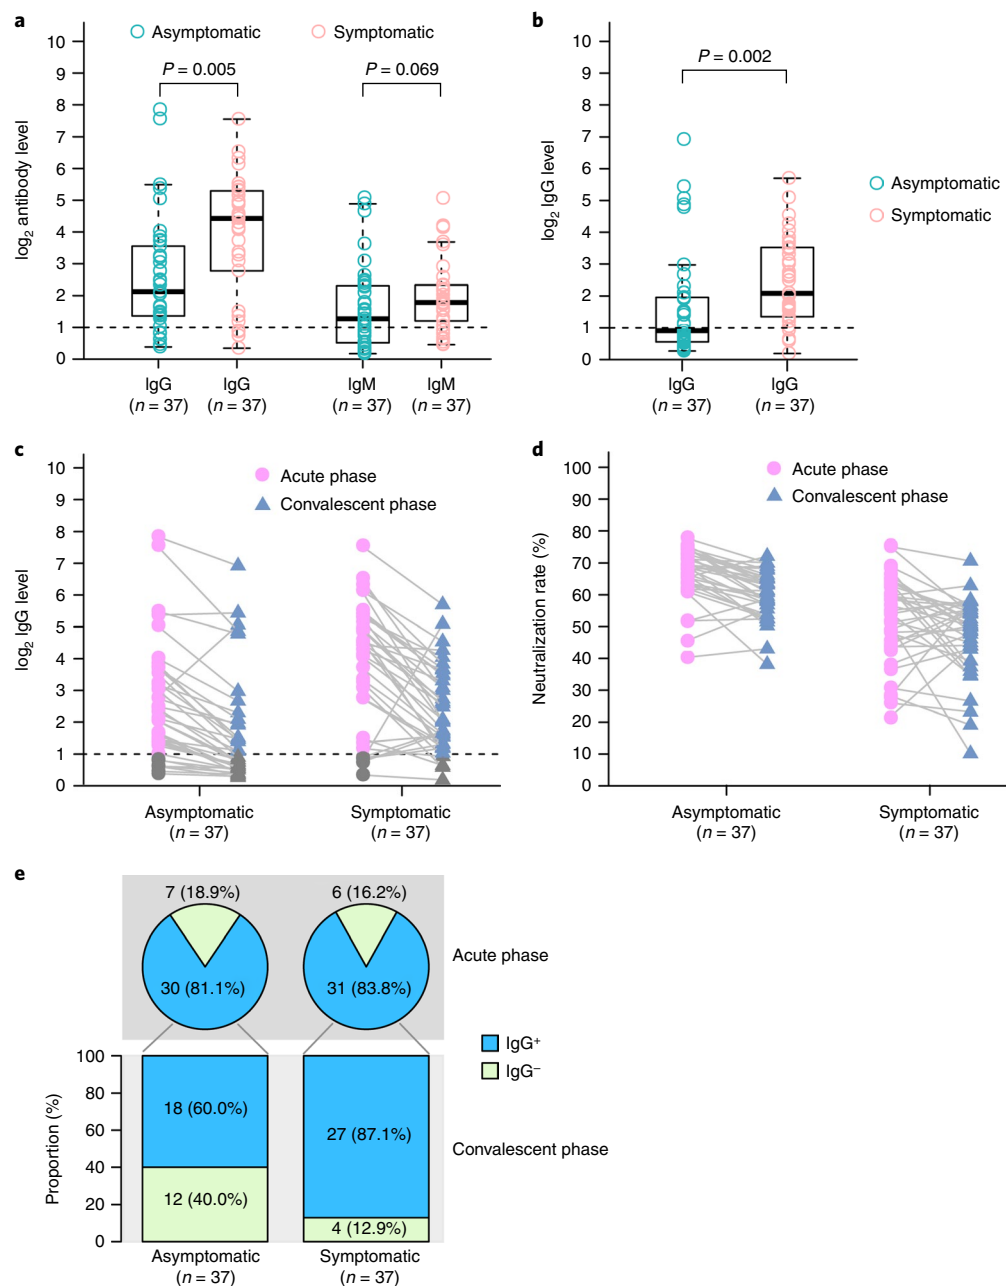 a
Asymptomatic
Symptomatic
P = 0.005
P = 0.069
log2 antibody level
10
9
8
7
6
5
4
3
2
1
0
IgG
(n = 37)
IgG
(n = 37)
IgM
(n = 37)
IgM
(n = 37)
b
P = 0.002
log2 IgG level
10
9
8
7
6
5
4
3
2
1
0
Asymptomatic
Symptomatic
IgG
(n = 37)
IgG
(n = 37)
c
Acute phase
Convalescent phase
log2 IgG level
10
9
8
7
6
5
4
3
2
1
0
Asymptomatic
(n = 37)
Symptomatic
(n = 37)
d
Acute phase
Convalescent phase
Neutralization rate (%)
100
90
80
70
60
50
40
30
20
10
0
Asymptomatic
(n = 37)
Symptomatic
(n = 37)
e
7 (18.9%)
6 (16.2%)
30 (81.1%)
31 (83.8%)
Acute phase
IgG+
IgG−
Proportion (%)
100
80
60
40
20
0
18 (60.0%)
27 (87.1%)
12 (40.0%)
4 (12.9%)
Convalescent phase
Asymptomatic
(n = 37)
Symptomatic
(n = 37)